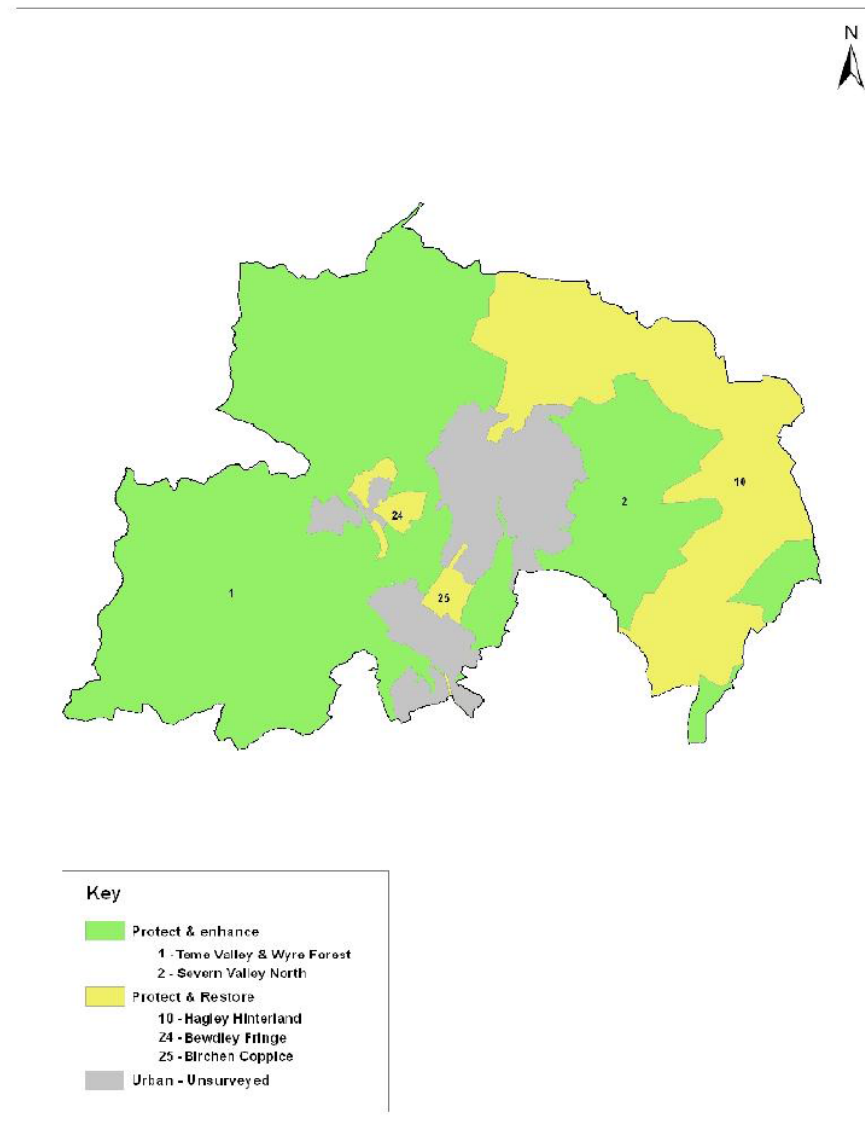 N
10
2
24
1
25
Key
Protect & enhance
1 - Teme Valley & Wyre Forest
2 - Severn Valley North
Protect & Restore
10 - Hagley Hinterland
24 - Bewdley Fringe
25 - Birchen Coppice
Urban - Unsurveyed